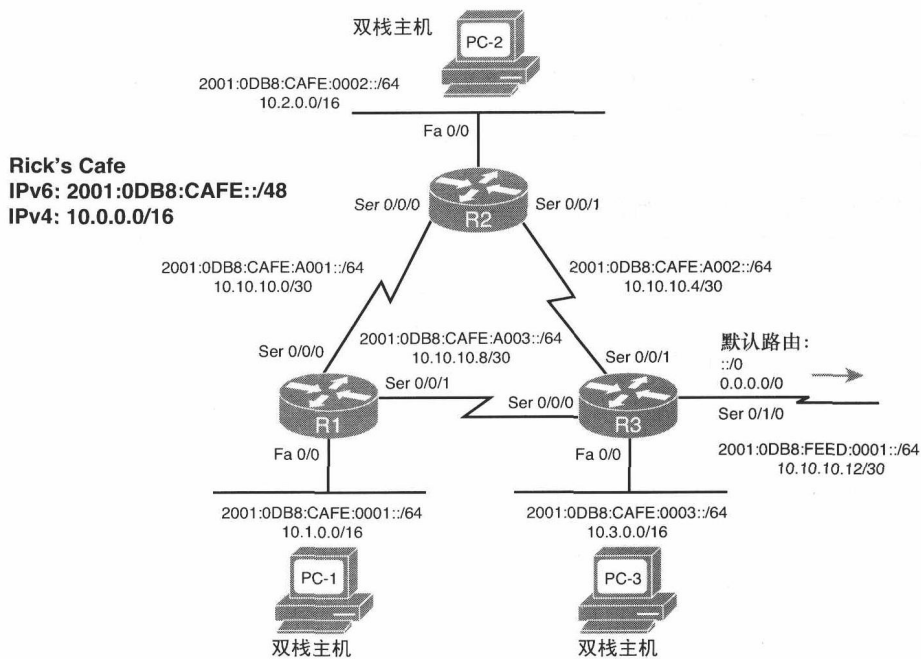 双栈主机
PC-2
2001:0DB8:CAFE:0002::/64
10.2.0.0/16
Fa 0/0
Rick's Cafe
IPv6: 2001:0DB8:CAFE::/48
IPv4: 10.0.0.0/16
Ser 0/0/0
R2
Ser 0/0/1
2001:0DB8:CAFE:A001::/64
10.10.10.0/30
2001:0DB8:CAFE:A002::/64
10.10.10.4/30
2001:0DB8:CAFE:A003::/64
10.10.10.8/30
Ser 0/0/0
Ser 0/0/1
R1
Fa 0/0
Ser 0/0/1
Ser 0/0/0
R3
Fa 0/0
默认路由:
::/0
0.0.0.0/0
Ser 0/1/0
2001:0DB8:FEED:0001::/64
10.10.10.12/30
2001:0DB8:CAFE:0001::/64
10.1.0.0/16
PC-1
双栈主机
2001:0DB8:CAFE:0003::/64
10.3.0.0/16
PC-3
双栈主机